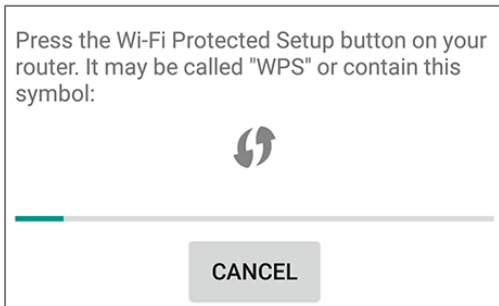 Press the Wi-Fi Protected Setup button on your
router. It may be called "WPS" or contain this
symbol:
CANCEL